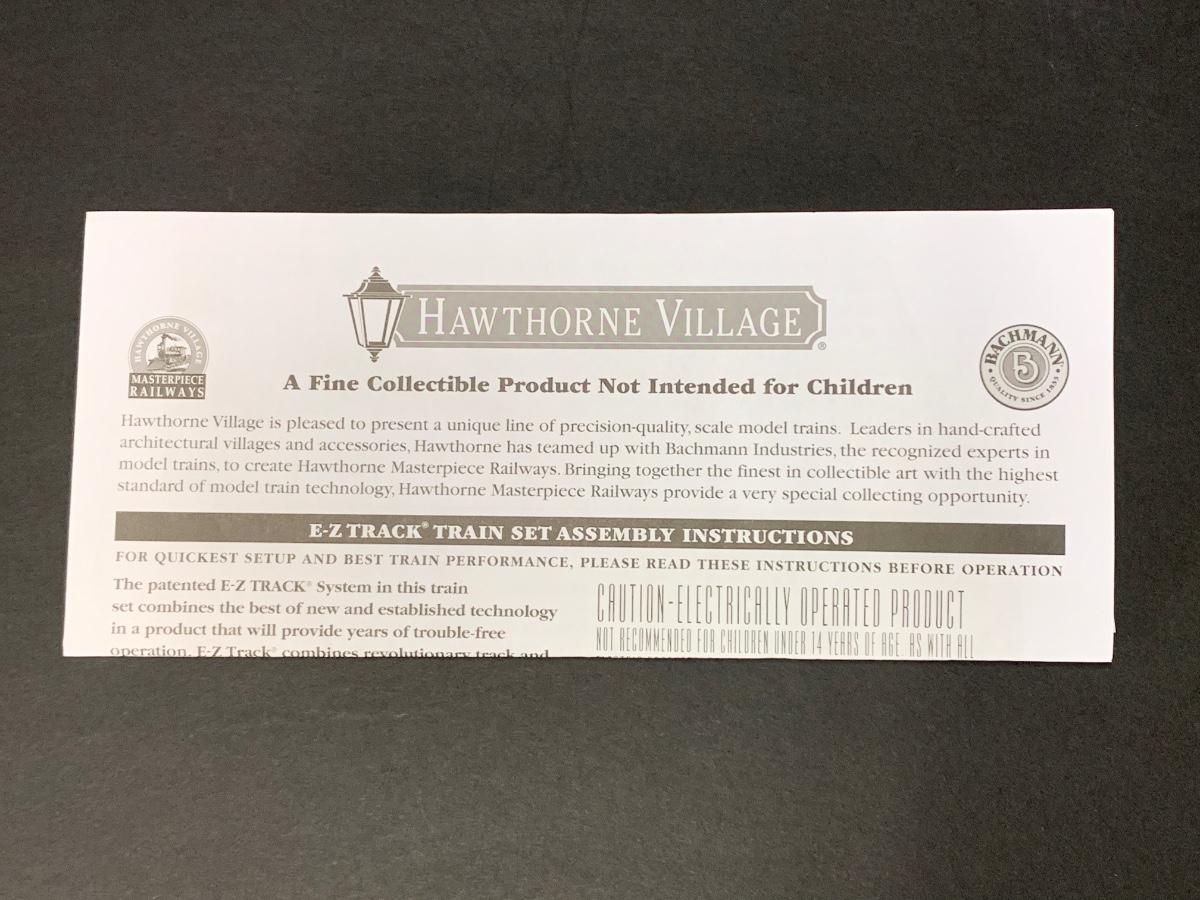 HAWTHORNE VILLAGE®
HAWTHORNE VILLAGE
MASTERPIECE
RAILWAYS
BACHMANN
B
• QUALITY SINCE 1833 •
A Fine Collectible Product Not Intended for Children
Hawthorne Village is pleased to present a unique line of precision-quality, scale model trains. Leaders in hand-crafted
architectural villages and accessories, Hawthorne has teamed up with Bachmann Industries, the recognized experts in
model trains, to create Hawthorne Masterpiece Railways. Bringing together the finest in collectible art with the highest
standard of model train technology, Hawthorne Masterpiece Railways provide a very special collecting opportunity.
E-Z TRACK® TRAIN SET ASSEMBLY INSTRUCTIONS
FOR QUICKEST SETUP AND BEST TRAIN PERFORMANCE, PLEASE READ THESE INSTRUCTIONS BEFORE OPERATION
The patented E-Z TRACK® System in this train
set combines the best of new and established technology
in a product that will provide years of trouble-free
operation. E-Z Track® combines revolutionary track and
CAUTION-ELECTRICALLY OPERATED PRODUCT
NOT RECOMMENDED FOR CHILDREN UNDER 14 YEARS OF AGE. AS WITH ALL